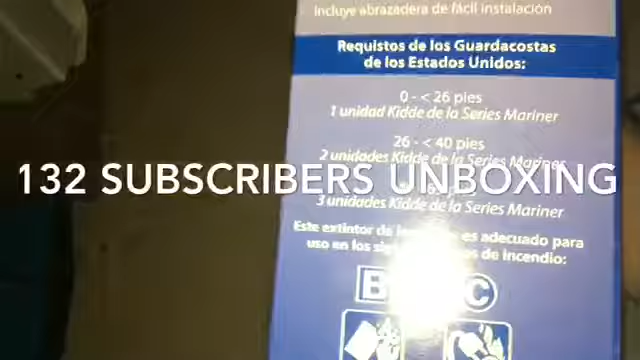 Incluye abrazadera de fácil instalación
Requistos de los Guardacostas
de los Estados Unidos:
0 - < 26 pies
1 unidad Kidde de la Series Mariner
26 - < 40 pies
2 unidades Kidde de la Series Mariner
132 SUBSCRIBERS UNBOXING
3 unidades Kidde de la Series Mariner
Este extintor de es adecuado para
uso en los de Incendio:
B C